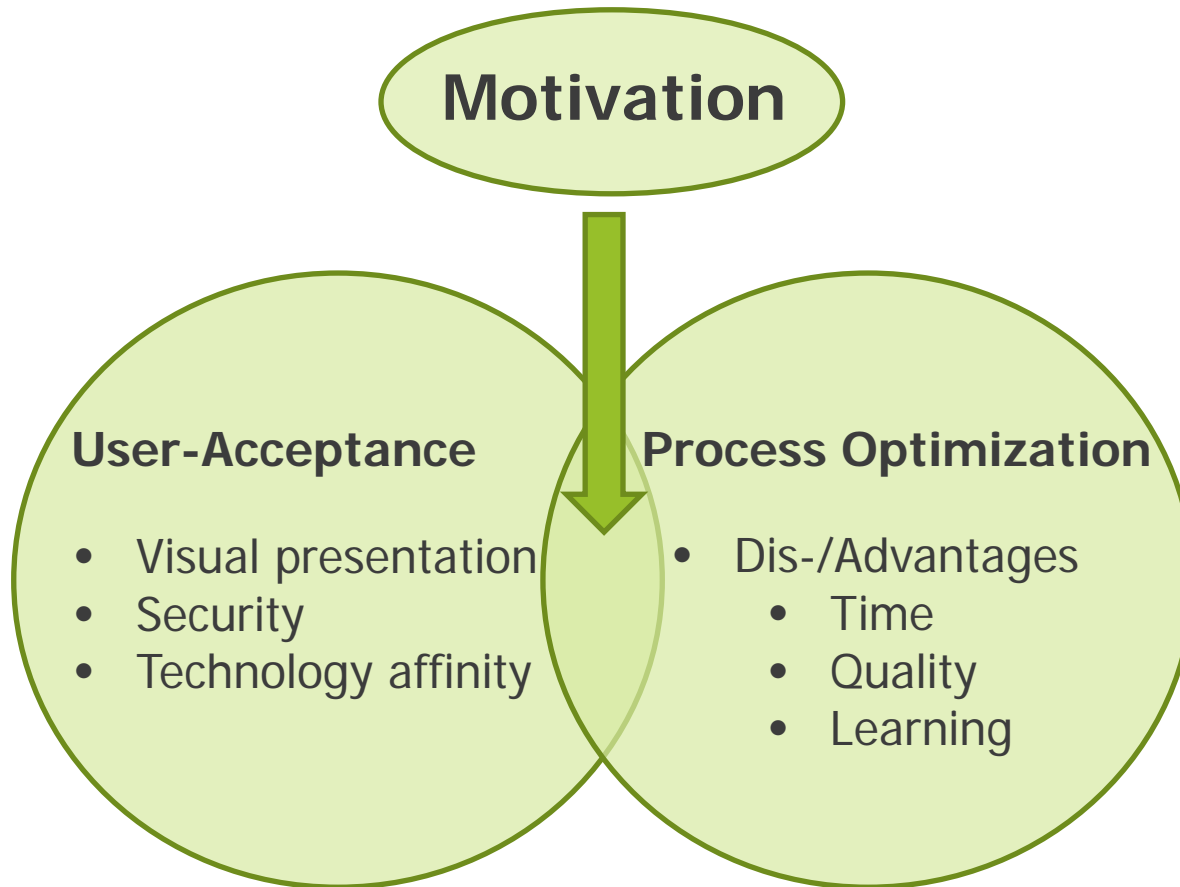 Motivation
User-Acceptance
• Visual presentation
• Security
• Technology affinity
Process Optimization
• Dis-/Advantages
• Time
• Quality
• Learning